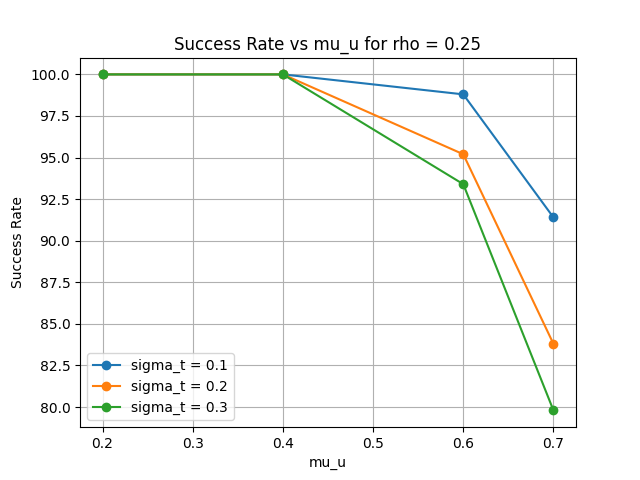 Success Rate vs mu_u for rho = 0.25
Success Rate
100.0
97.5
95.0
92.5
90.0
87.5
85.0
82.5
80.0
sigma_t = 0.1
sigma_t = 0.2
sigma_t = 0.3
0.2 0.3 0.4 0.5 0.6 0.7
mu_u